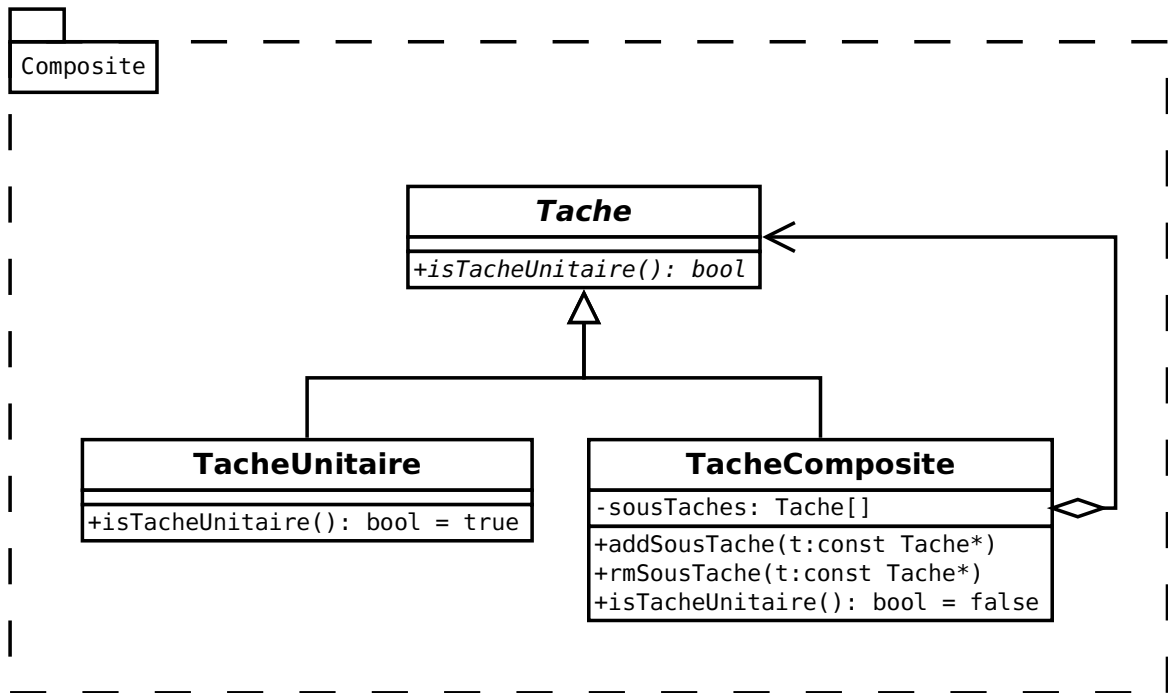 Composite
Tache
+isTacheUnitaire(): bool
TacheUnitaire
+isTacheUnitaire(): bool = true
TacheComposite
-sousTaches: Tache[]
+addSousTache(t:const Tache*)
+rmSousTache(t:const Tache*)
+isTacheUnitaire(): bool = false